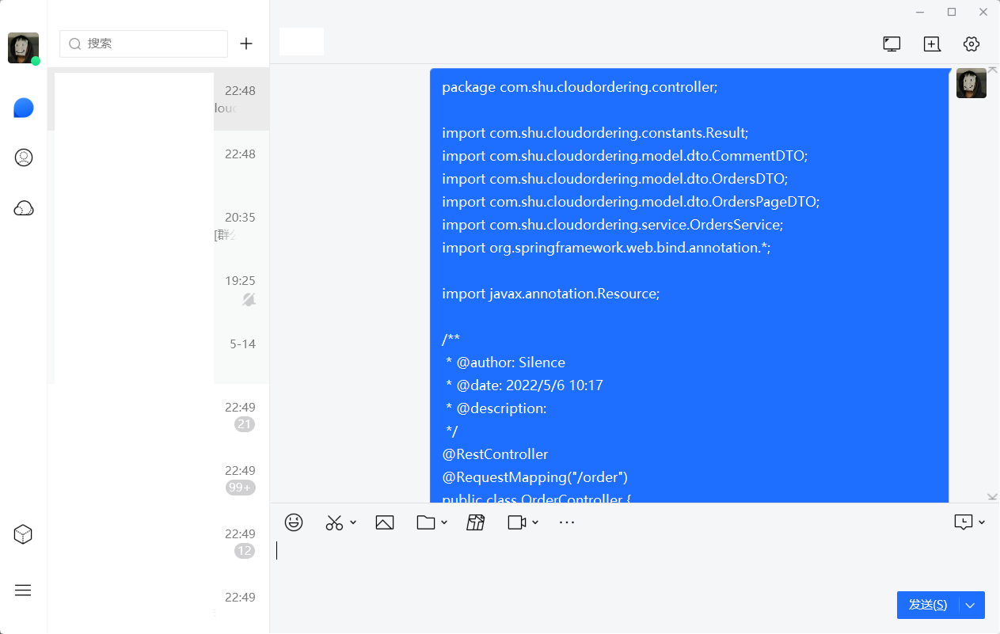 搜索
22:48
22:48
20:35
[群
19:25
5-14
22:49
21
22:49
99+
22:49
12
22:49
package com.shu.cloudordering.controller;
import com.shu.cloudordering.constants.Result;
import com.shu.cloudordering.model.dto.CommentDTO;
import com.shu.cloudordering.model.dto.OrdersDTO;
import com.shu.cloudordering.model.dto.OrdersPageDTO;
import com.shu.cloudordering.service.OrdersService;
import org.springframework.web.bind.annotation.*;
import javax.annotation.Resource;
/**
* @author: Silence
* @date: 2022/5/6 10:17
* @description:
*/
@RestController
@RequestMapping("/order")
public class OrderController {
发送(S)